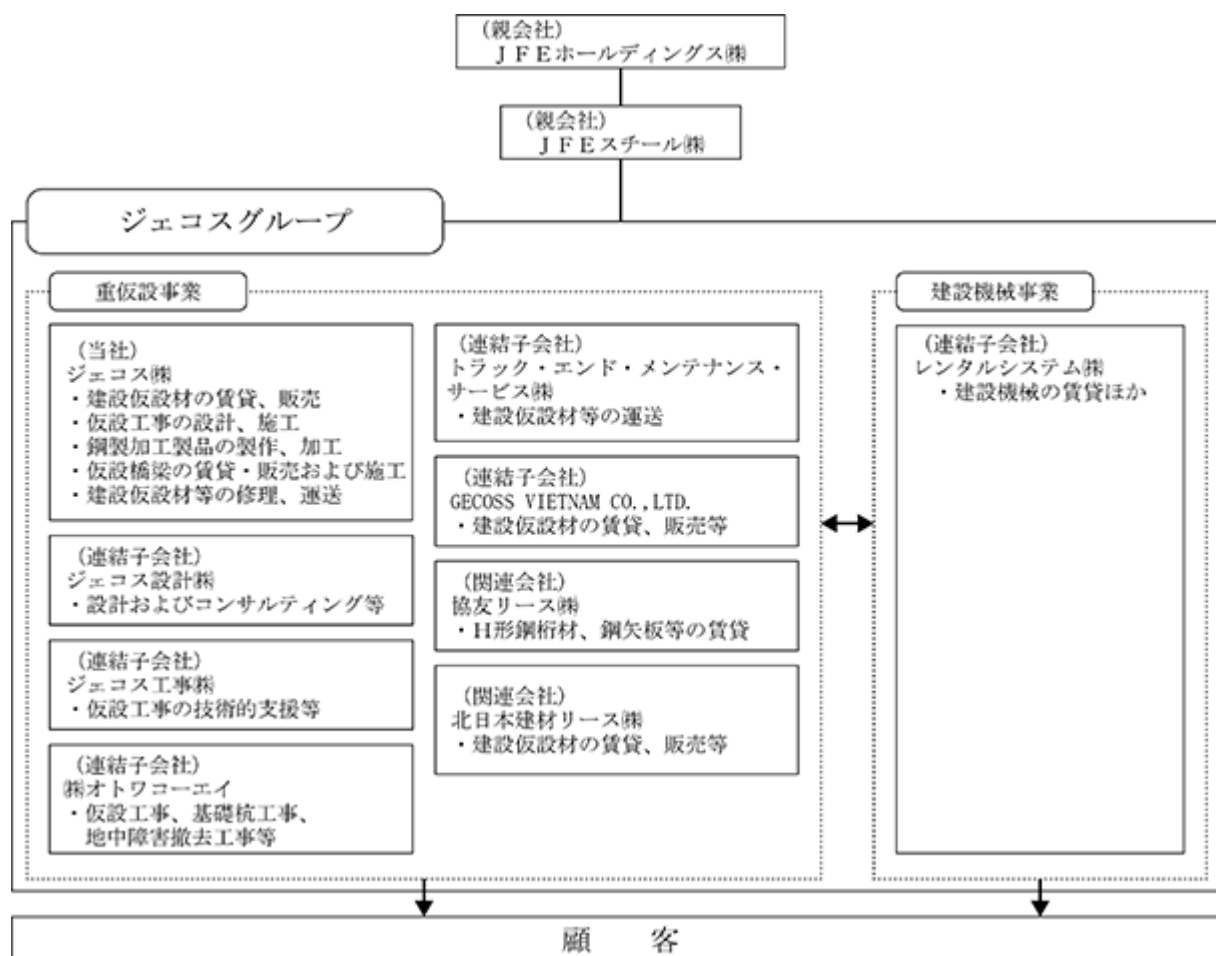 （親会社）
ＪＦＥホールディングス㈱
（親会社）
ＪＦＥスチール㈱
ジェコスグループ
重仮設事業
（当社）
ジェコス㈱
・建設仮設材の賃貸、販売
・仮設工事の設計、施工
・鋼製加工製品の製作、加工
・仮設橋梁の賃貸・販売および施工
・建設仮設材等の修理、運送
（連結子会社）
ジェコス設計㈱
・設計およびコンサルティング等
（連結子会社）
ジェコス工事㈱
・仮設工事の技術的支援等
（連結子会社）
㈱オトワコーエイ
・仮設工事、基礎杭工事、
地中障害撤去工事等
（連結子会社）
トラック・エンド・メンテナンス・
サービス㈱
・建設仮設材等の運送
（連結子会社）
GECOSS VIETNAM CO.,LTD.
・建設仮設材の賃貸、販売等
（関連会社）
協友リース㈱
・Ｈ形鋼桁材、鋼矢板等の賃貸
（関連会社）
北日本建材リース㈱
・建設仮設材の賃貸、販売等
建設機械事業
（連結子会社）
レンタルシステム㈱
・建設機械の賃貸ほか
顧　客